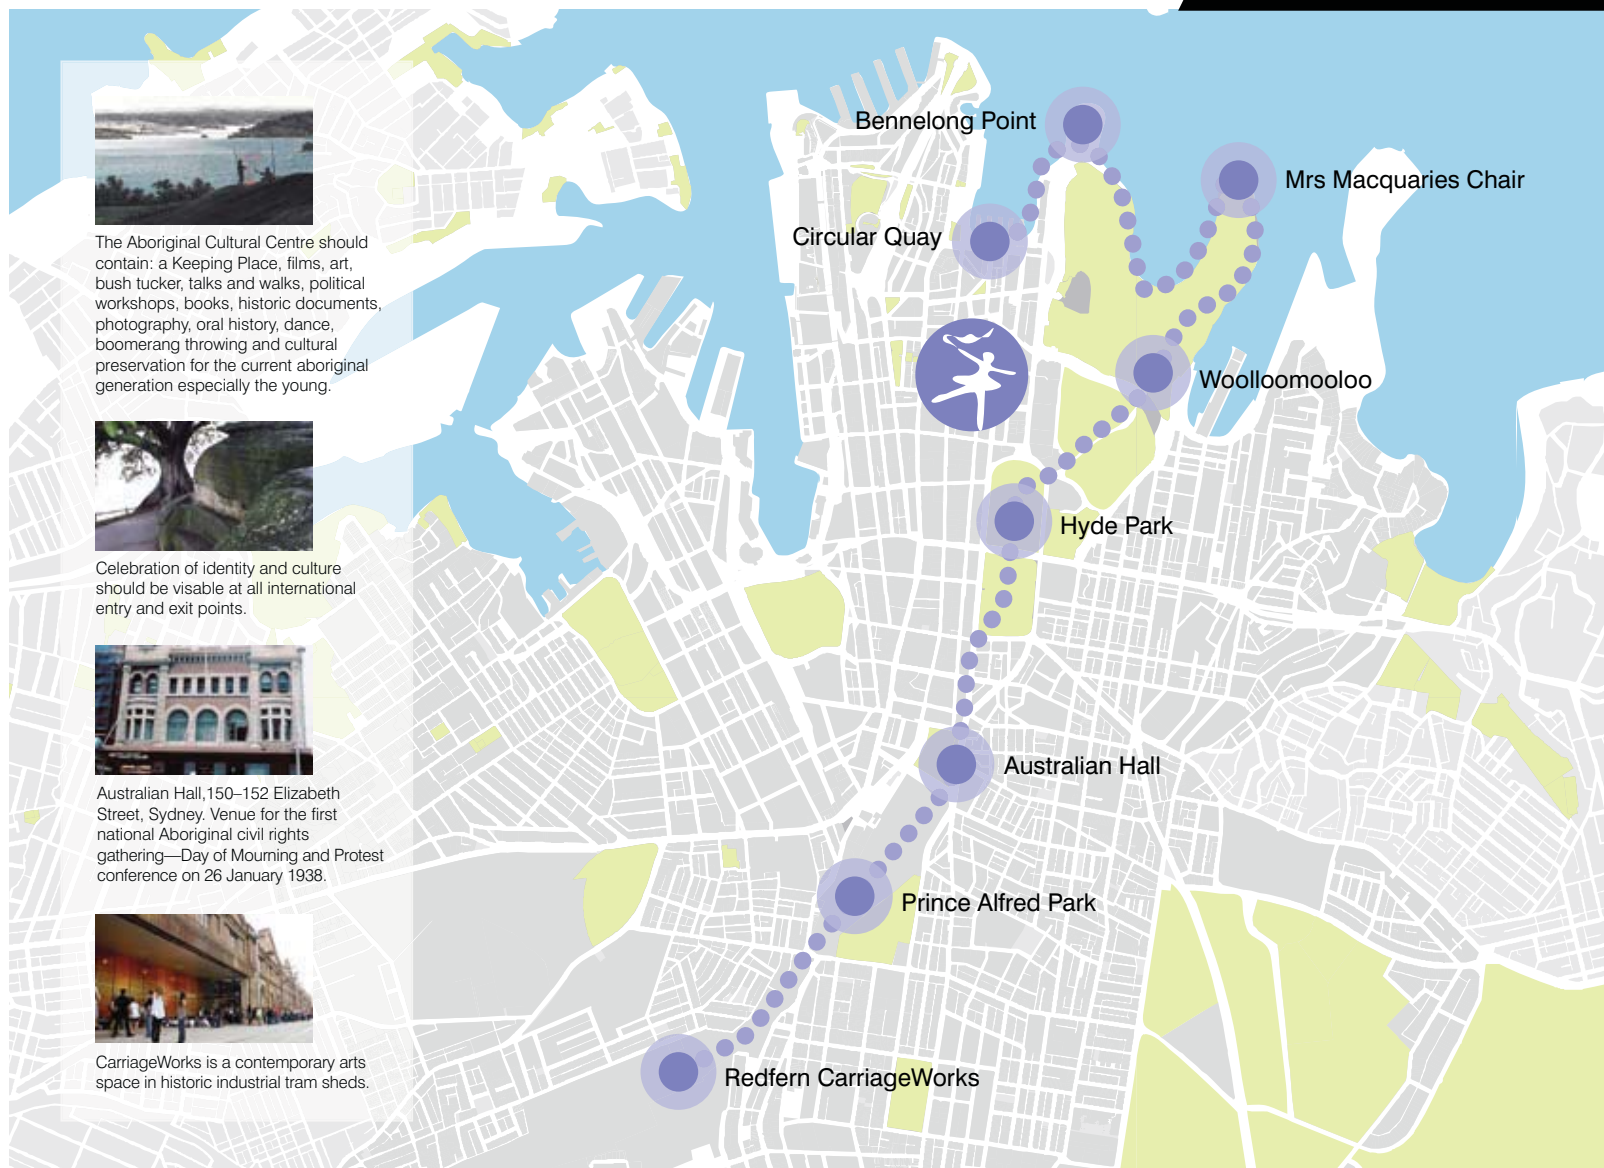 The Aboriginal Cultural Centre should
contain: a Keeping Place, films, art,
bush tucker, talks and walks, political
workshops, books, historic documents,
photography, oral history, dance,
boomerang throwing and cultural
preservation for the current aboriginal
generation especially the young.
Celebration of identity and culture
should be visable at all international
entry and exit points.
Australian Hall,150–152 Elizabeth
Street, Sydney. Venue for the first
national Aboriginal civil rights
gathering—Day of Mourning and Protest
conference on 26 January 1938.
CarriageWorks is a contemporary arts
space in historic industrial tram sheds.
Bennelong Point
Mrs Macquaries Chair
Circular Quay
Woolloomooloo
Hyde Park
Australian Hall
Prince Alfred Park
Redfern CarriageWorks